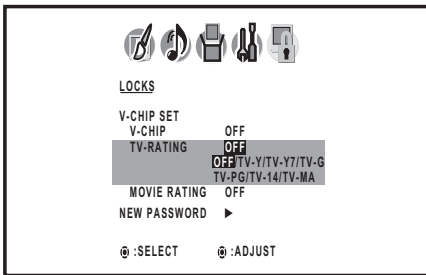 LOCKS
V-CHIP SET
V-CHIP OFF
TV-RATING OFF
OFF/TV-Y/TV-Y7/TV-G
TV-PG/TV-14/TV-MA
MOVIE RATING OFF
NEW PASSWORD ▶
:SELECT :ADJUST